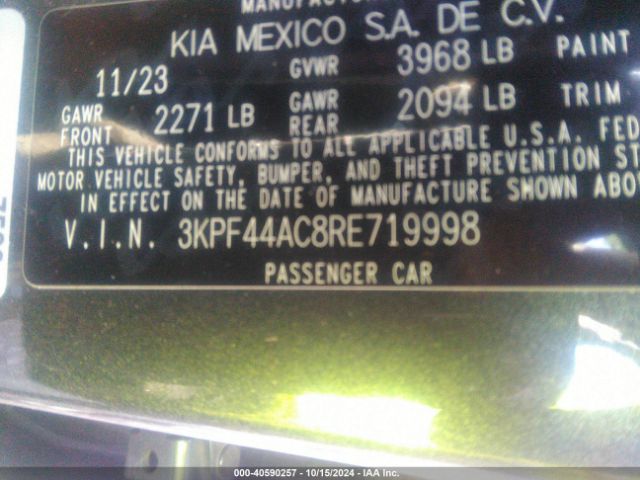 MANUFACTUR
KIA MEXICO S.A. DE C.V.
11/23 GVWR 3968 LB PAINT
GAWR FRONT 2271 LB GAWR REAR 2094 LB TRIM
THIS VEHICLE CONFORMS TO ALL APPLICABLE U.S.A. FED
MOTOR VEHICLE SAFETY, BUMPER, AND THEFT PREVENTION ST
IN EFFECT ON THE DATE OF MANUFACTURE SHOWN ABO
V.I.N. 3KPF44AC8RE719998
PASSENGER CAR
000-40590257 - 10/15/2024 - IAA Inc.